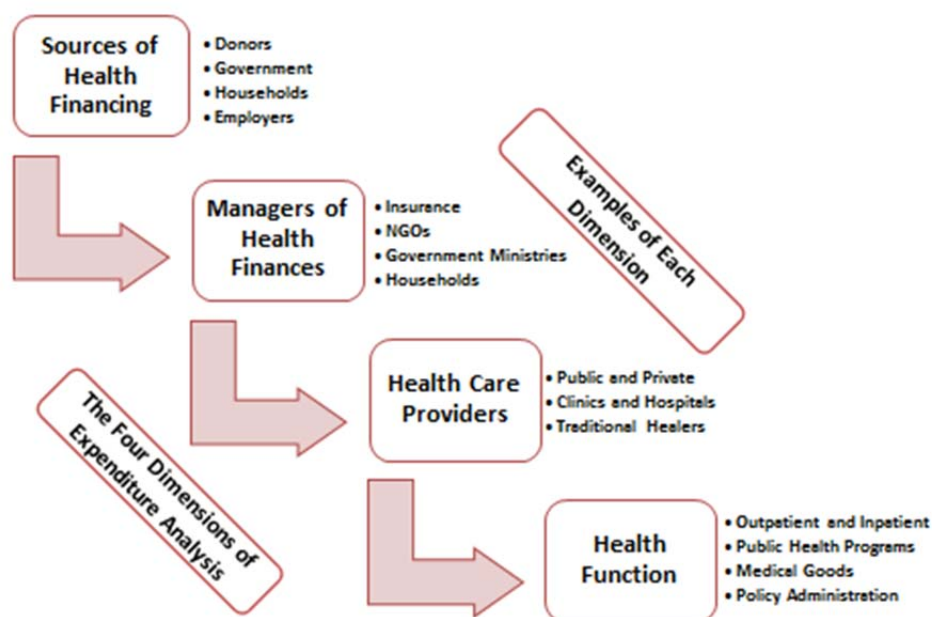 Sources of
Health
Financing
• Donors
• Government
• Households
• Employers
Examples of Each
Dimension
Managers of
Health
Finances
• Insurance
• NGOs
• Government Ministries
• Households
Health Care
Providers
• Public and Private
• Clinics and Hospitals
• Traditional Healers
The Four Dimensions of
Expenditure Analysis
Health
Function
• Outpatient and Inpatient
• Public Health Programs
• Medical Goods
• Policy Administration